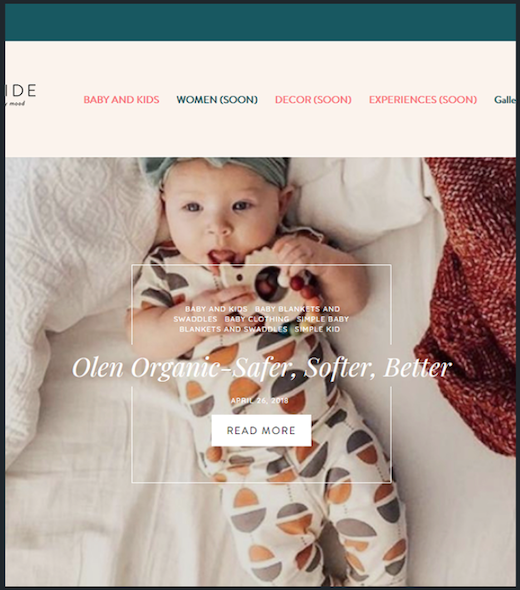 IDE
y mood
BABY AND KIDS WOMEN (SOON) DECOR (SOON) EXPERIENCES (SOON) Galle
BABY AND KIDS BABY BLANKETS AND
SWADDLES BABY CLOTHING SIMPLE BABY
BLANKETS AND SWADDLES SIMPLE KID
Olen Organic–Safer, Softer, Better
APRIL 26, 2018
READ MORE